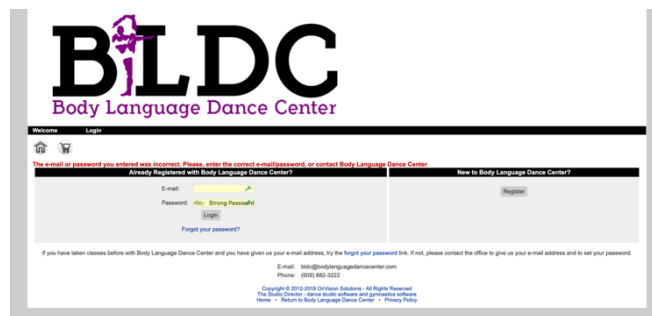 BLDC
Body Language Dance Center
Welcome Login
The e-mail or password you entered was incorrect. Please, enter the correct e-mail/password, or contact Body Language Dance Center
Already Registered with Body Language Dance Center?
E-mail:
Password: Strong Password
Login
Forgot your password?
New to Body Language Dance Center?
Register
If you have taken classes before with Body Language Dance Center and you have given us your e-mail address, try the forgot your password link. If not, please contact the office to give us your e-mail address and to set your password.
E-mail: bldc@bodylanguagedancecenter.com
Phone: (609) 882-3222
Copyright © 2012-2018 OnVision Solutions - All Rights Reserved
The Studio Director - dance studio software and gymnastics software
Home • Return to Body Language Dance Center • Privacy Policy